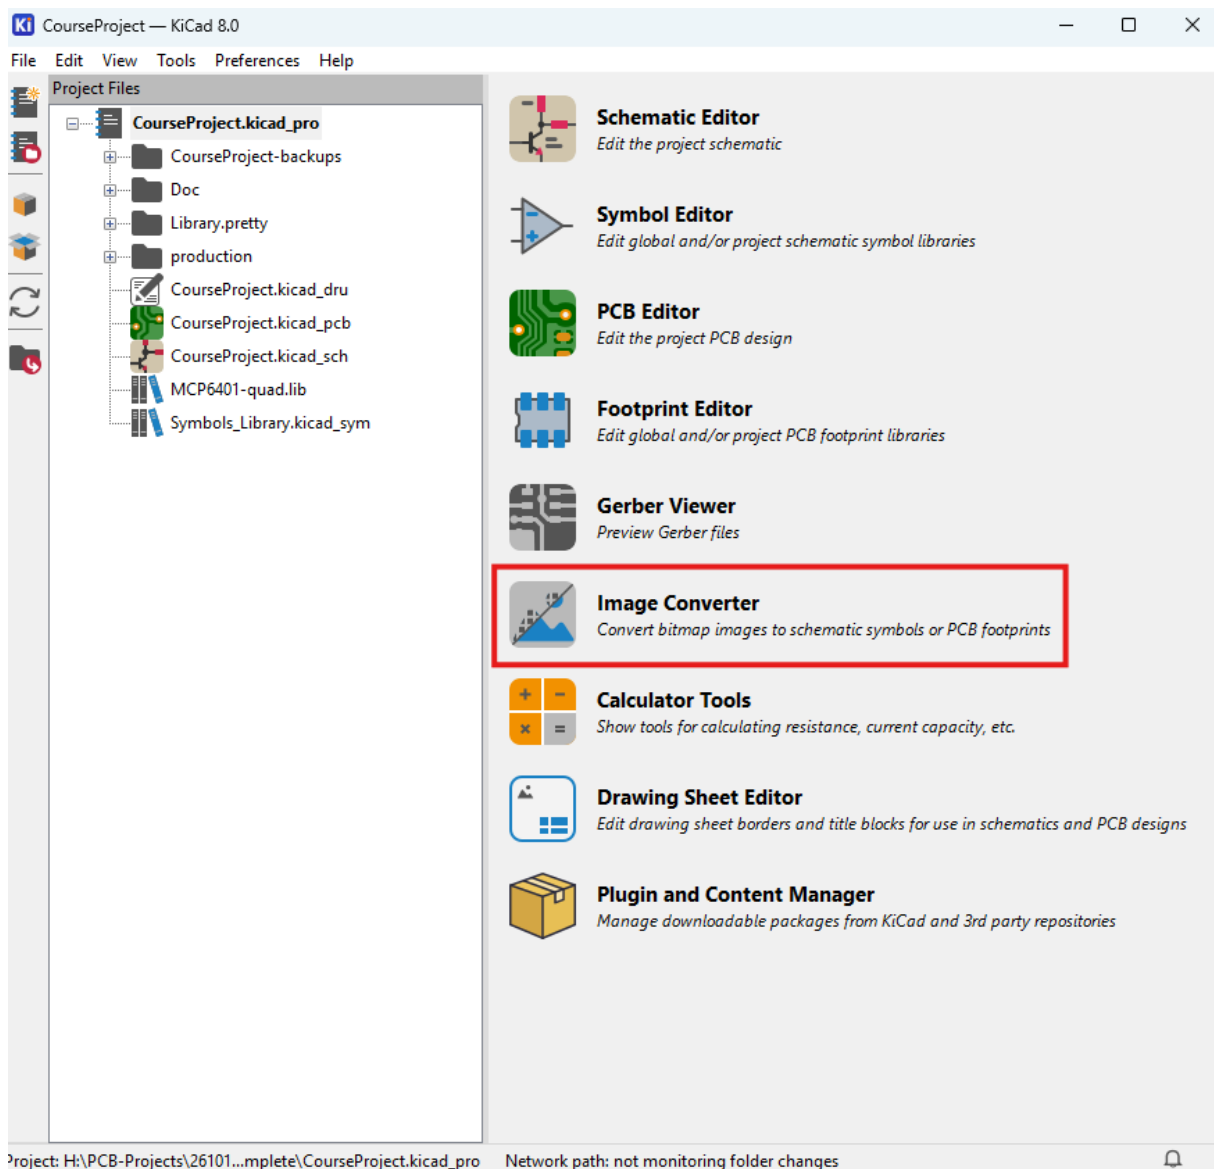 CourseProject — KiCad 8.0
File Edit View Tools Preferences Help
Project Files
CourseProject.kicad_pro
CourseProject-backups
Doc
Library.pretty
production
CourseProject.kicad_dru
CourseProject.kicad_pcb
CourseProject.kicad_sch
MCP6401-quad.lib
Symbols_Library.kicad_sym
Schematic Editor
Edit the project schematic
Symbol Editor
Edit global and/or project schematic symbol libraries
PCB Editor
Edit the project PCB design
Footprint Editor
Edit global and/or project PCB footprint libraries
Gerber Viewer
Preview Gerber files
Image Converter
Convert bitmap images to schematic symbols or PCB footprints
Calculator Tools
Show tools for calculating resistance, current capacity, etc.
Drawing Sheet Editor
Edit drawing sheet borders and title blocks for use in schematics and PCB designs
Plugin and Content Manager
Manage downloadable packages from KiCad and 3rd party repositories
Project: H:\PCB-Projects\26101...mplete\CourseProject.kicad_pro Network path: not monitoring folder changes